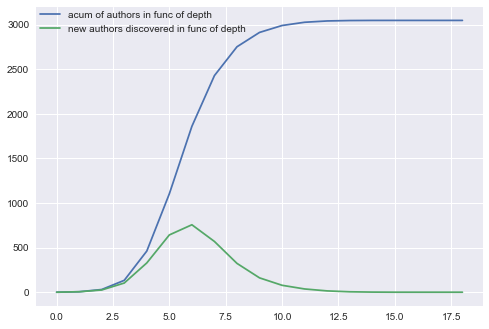 acum of authors in func of depth
new authors discovered in func of depth
3000
2500
2000
1500
1000
500
0
0.0 2.5 5.0 7.5 10.0 12.5 15.0 17.5